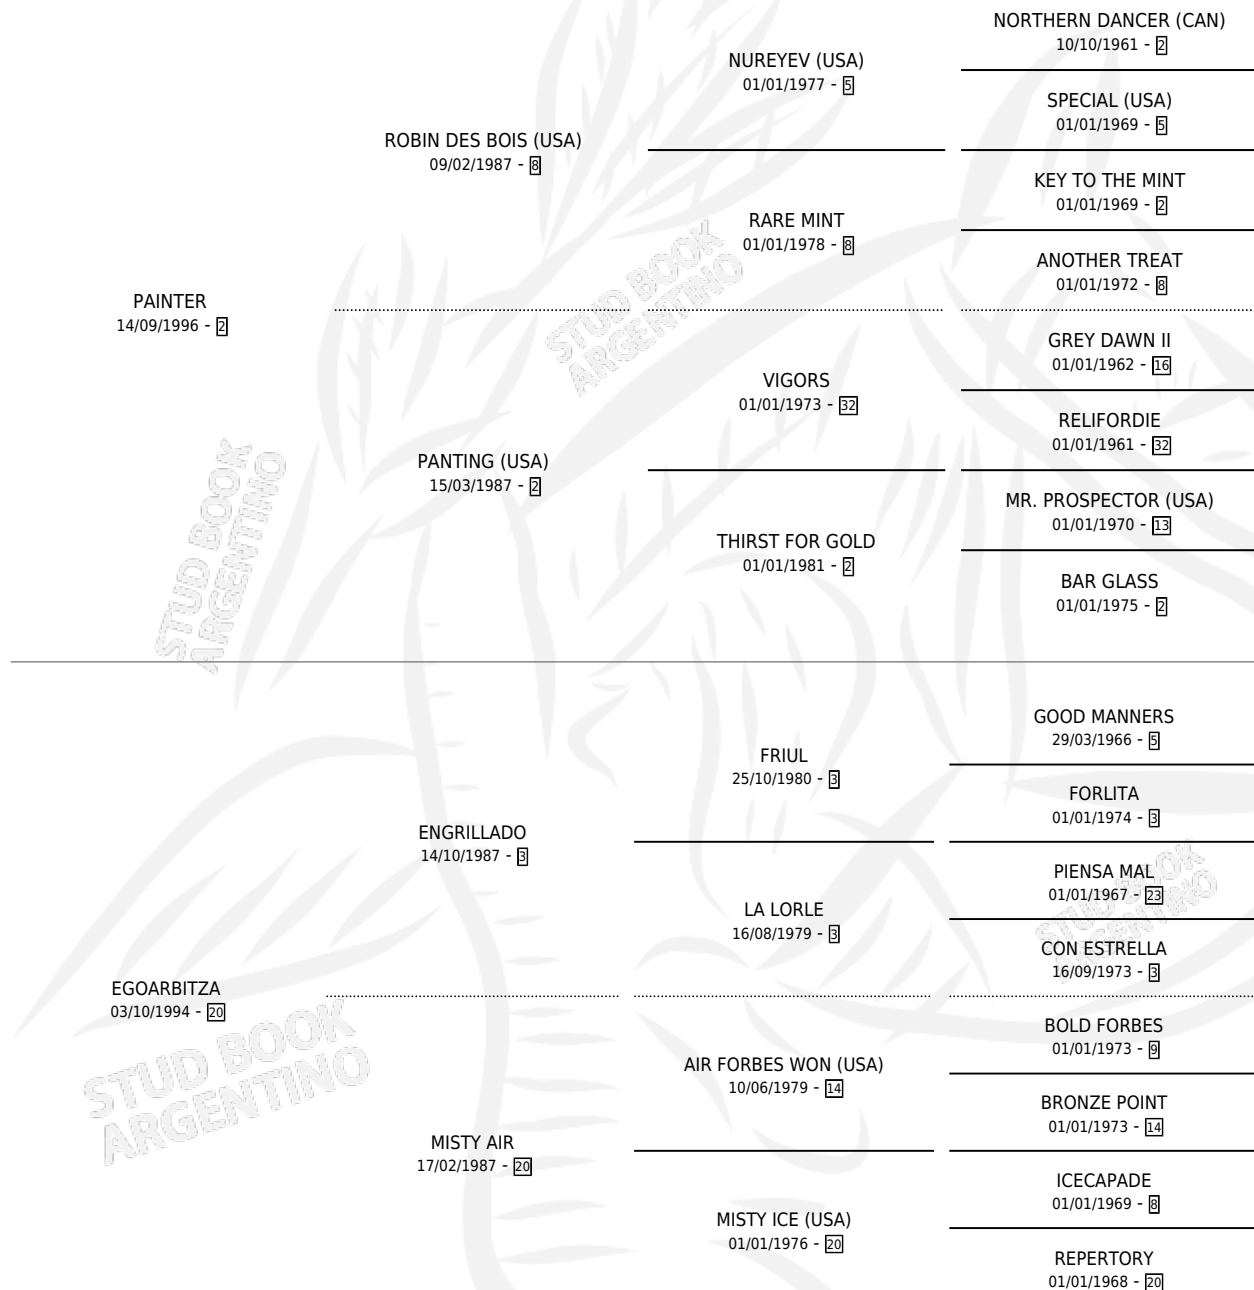 NORTHERN DANCER (CAN)
10/10/1961 - 2
NUREYEV (USA)
01/01/1977 - 5
SPECIAL (USA)
01/01/1969 - 5
ROBIN DES BOIS (USA)
09/02/1987 - 8
KEY TO THE MINT
01/01/1969 - 2
RARE MINT
01/01/1978 - 8
ANOTHER TREAT
01/01/1972 - 8
PAINTER
14/09/1996 - 2
STUD BOOK
ARGENTINO
GREY DAWN II
01/01/1962 - 16
VIGORS
01/01/1973 - 32
RELIFORDIE
01/01/1961 - 32
PANTING (USA)
15/03/1987 - 2
MR. PROSPECTOR (USA)
01/01/1970 - 13
THIRST FOR GOLD
01/01/1981 - 2
BAR GLASS
01/01/1975 - 2
STUD BOOK
ARGENTINO
GOOD MANNERS
29/03/1966 - 5
FRIUL
25/10/1980 - 3
FORLITA
01/01/1974 - 3
ENGRILLADO
14/10/1987 - 3
PIENSA MAL
01/01/1967 - 23
LA LORLE
16/08/1979 - 3
CON ESTRELLA
16/09/1973 - 3
STUD BOOK
ARGENTINO
EGOARBITZA
03/10/1994 - 20
STUD BOOK
ARGENTINO
BOLD FORBES
01/01/1973 - 9
AIR FORBES WON (USA)
10/06/1979 - 14
BRONZE POINT
01/01/1973 - 14
MISTY AIR
17/02/1987 - 20
ICECAPADE
01/01/1969 - 8
MISTY ICE (USA)
01/01/1976 - 20
REPERTORY
01/01/1968 - 20